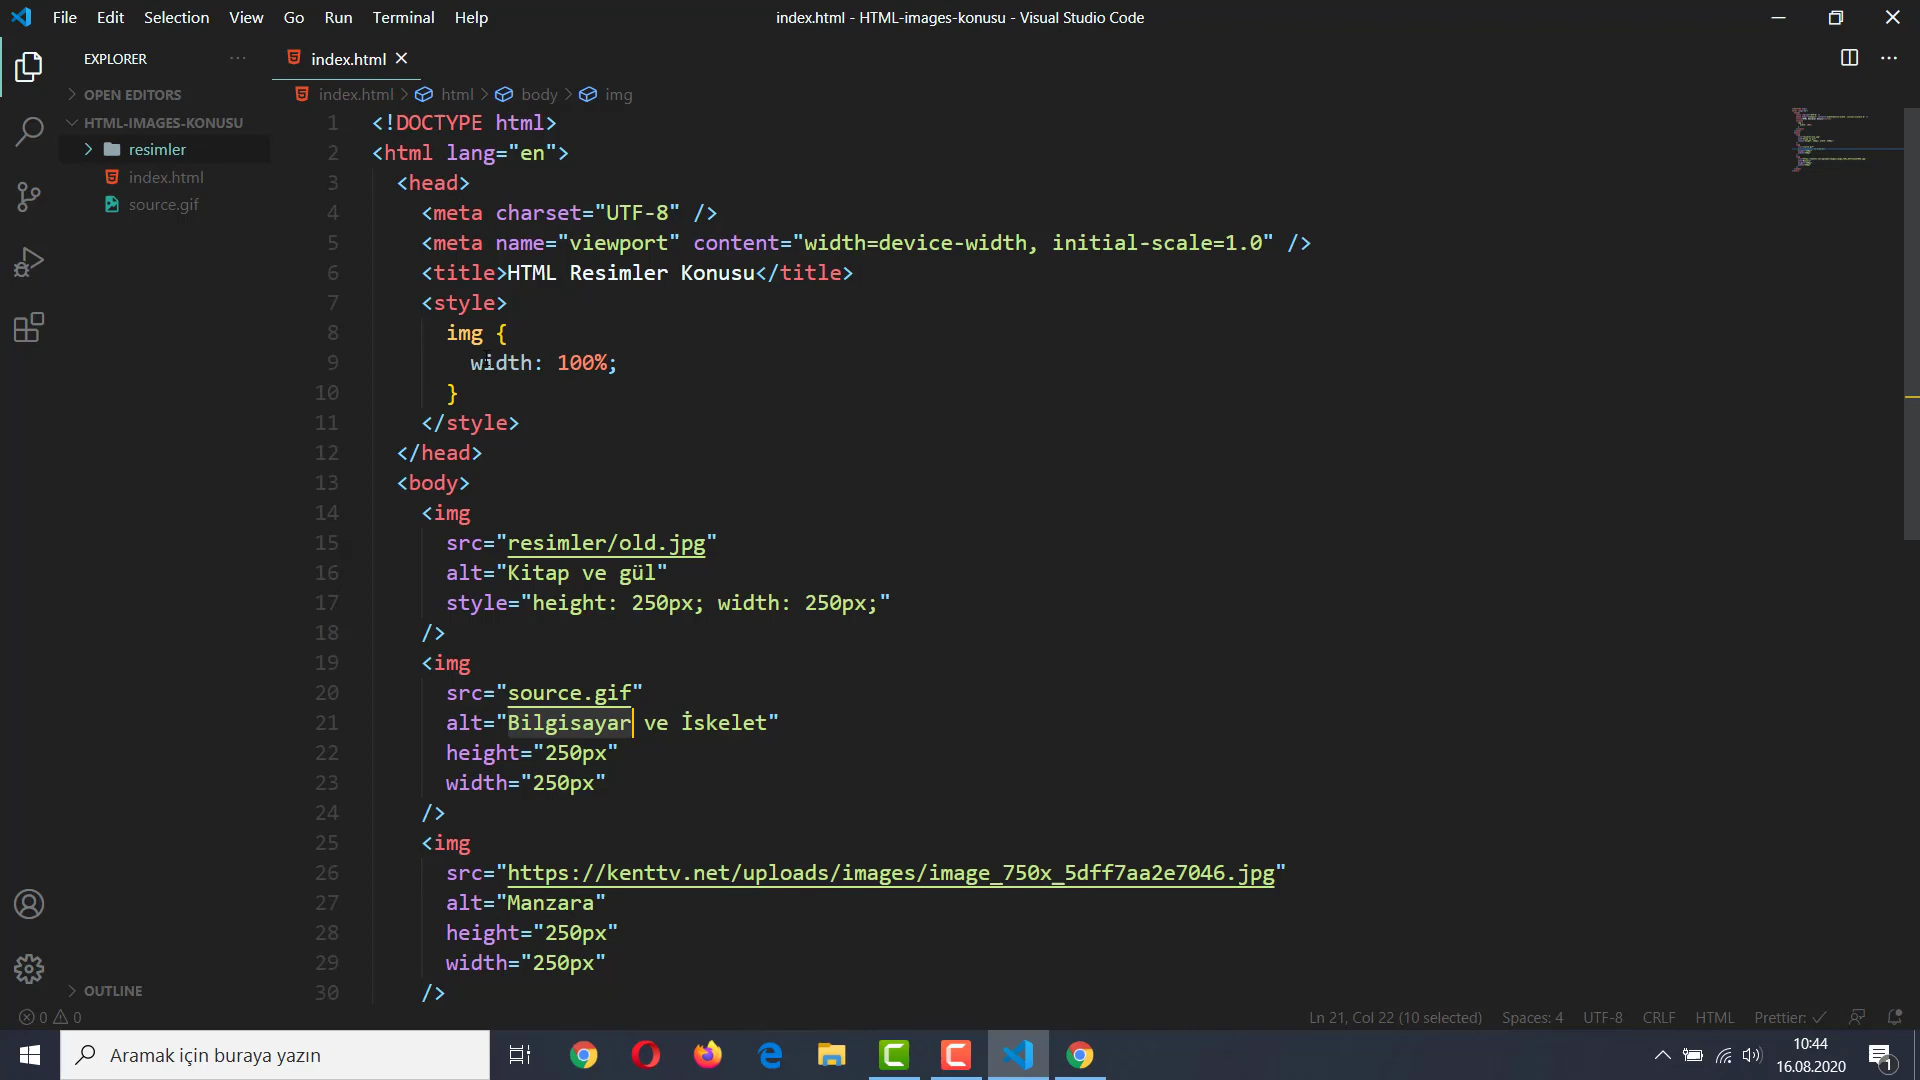 File Edit Selection View Go Run Terminal Help
index.html - HTML-images-konusu - Visual Studio Code
EXPLORER
OPEN EDITORS
HTML-IMAGES-KONUSU
resimler
index.html
source.gif
OUTLINE
index.html
index.html > html > body > img
1 <!DOCTYPE html>
2 <html lang="en">
3 <head>
4 <meta charset="UTF-8" />
5 <meta name="viewport" content="width=device-width, initial-scale=1.0" />
6 <title>HTML Resimler Konusu</title>
7 <style>
8 img {
9 width: 100%;
10 }
11 </style>
12 </head>
13 <body>
14 <img
15 src="resimler/old.jpg"
16 alt="Kitap ve gül"
17 style="height: 250px; width: 250px;"
18 />
19 <img
20 src="source.gif"
21 alt="Bilgisayar ve İskelet"
22 height="250px"
23 width="250px"
24 />
25 <img
26 src="https://kenttv.net/uploads/images/image_750x_5dff7aa2e7046.jpg"
27 alt="Manzara"
28 height="250px"
29 width="250px"
30 />
0 0
Ln 21, Col 22 (10 selected) Spaces: 4 UTF-8 CRLF HTML Prettier: ✓
Aramak için buraya yazın
10:44
16.08.2020
1